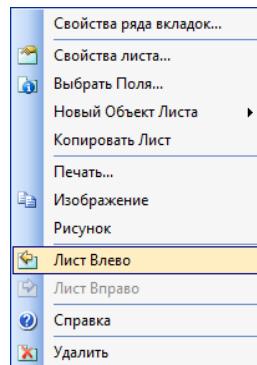 Свойства ряда вкладок...
Свойства листа...
Выбрать Поля...
Новый Объект Листа
Копировать Лист
Печать...
Изображение
Рисунок
Лист Влево
Лист Вправо
Справка
Удалить